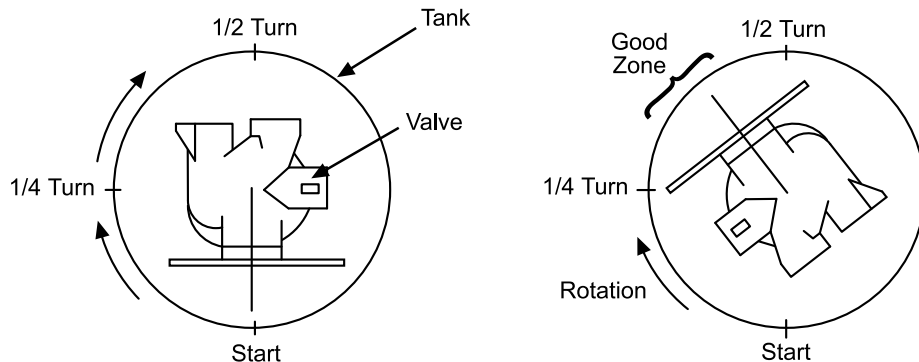 1/2 Turn
Tank
Valve
1/4 Turn
Start
1/2 Turn
Good
Zone
1/4 Turn
Rotation
Start